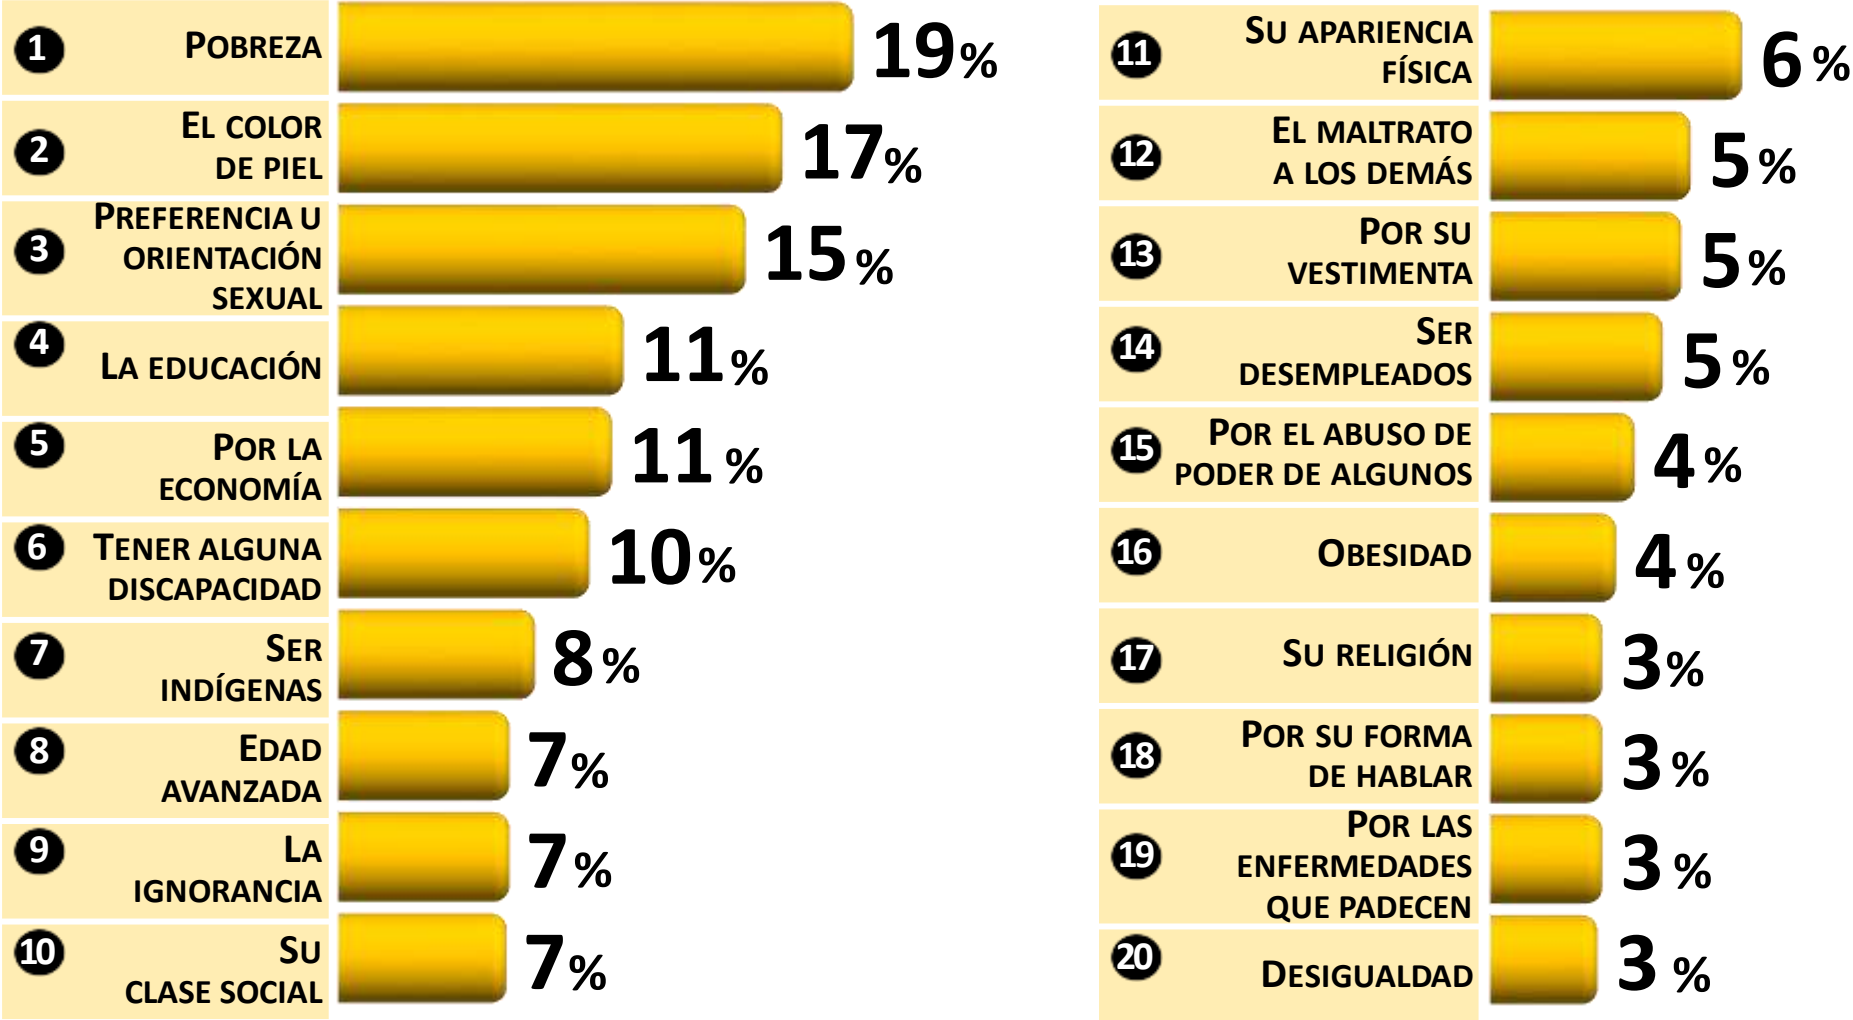 1 POBREZA 19%
2 EL COLOR
DE PIEL 17%
3 PREFERENCIA U
ORIENTACIÓN
SEXUAL 15%
4 LA EDUCACIÓN 11%
5 POR LA
ECONOMÍA 11%
6 TENER ALGUNA
DISCAPACIDAD 10%
7 SER
INDÍGENAS 8%
8 EDAD
AVANZADA 7%
9 LA
IGNORANCIA 7%
10 SU
CLASE SOCIAL 7%
11 SU APARIENCIA
FÍSICA 6%
12 EL MALTRATO
A LOS DEMÁS 5%
13 POR SU
VESTIMENTA 5%
14 SER
DESEMPLEADOS 5%
15 POR EL ABUSO DE
PODER DE ALGUNOS 4%
16 OBESIDAD 4%
17 SU RELIGIÓN 3%
18 POR SU FORMA
DE HABLAR 3%
19 POR LAS
ENFERMEDADES
QUE PADECEN 3%
20 DESIGUALDAD 3%